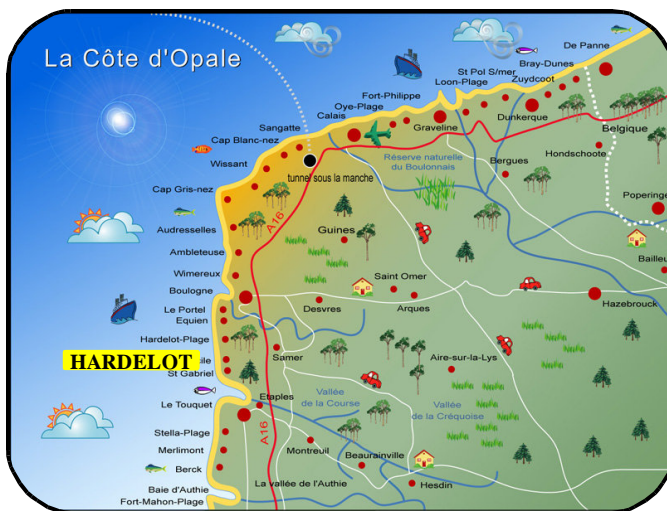 La Côte d'Opale
De Panne
Bray-Dunes
St Pol S/mer
Zuydcoot
Fort-Philippe
Loon-Plage
Oye-Plage
Calais
Graveline
Dunkerque
Belgique
Sangatte
Cap Blanc-nez
Wissant
tunnel sous la manche
Réserve naturelle
du Boulonnais
Bergues
Hondschoote
Cap Gris-nez
Poperinge
A16
Audresselles
Guines
Ambleteuse
Bailleu
Wimereux
Saint Omer
Boulogne
Desvres
Arques
Hazebrouck
Le Portel
Equien
Hardelot-Plage
HARDELOT
Samer
Aire-sur-la-Lys
St Gabriel
Le Touquet
Etaples
Vallée
de la Course
Vallée
de la Créquoise
A16
Stella-Plage
Merlimont
Montreuil
Beaurainville
Berck
La vallée de l'Authie
Hesdin
Baie d'Authie
Fort-Mahon-Plage